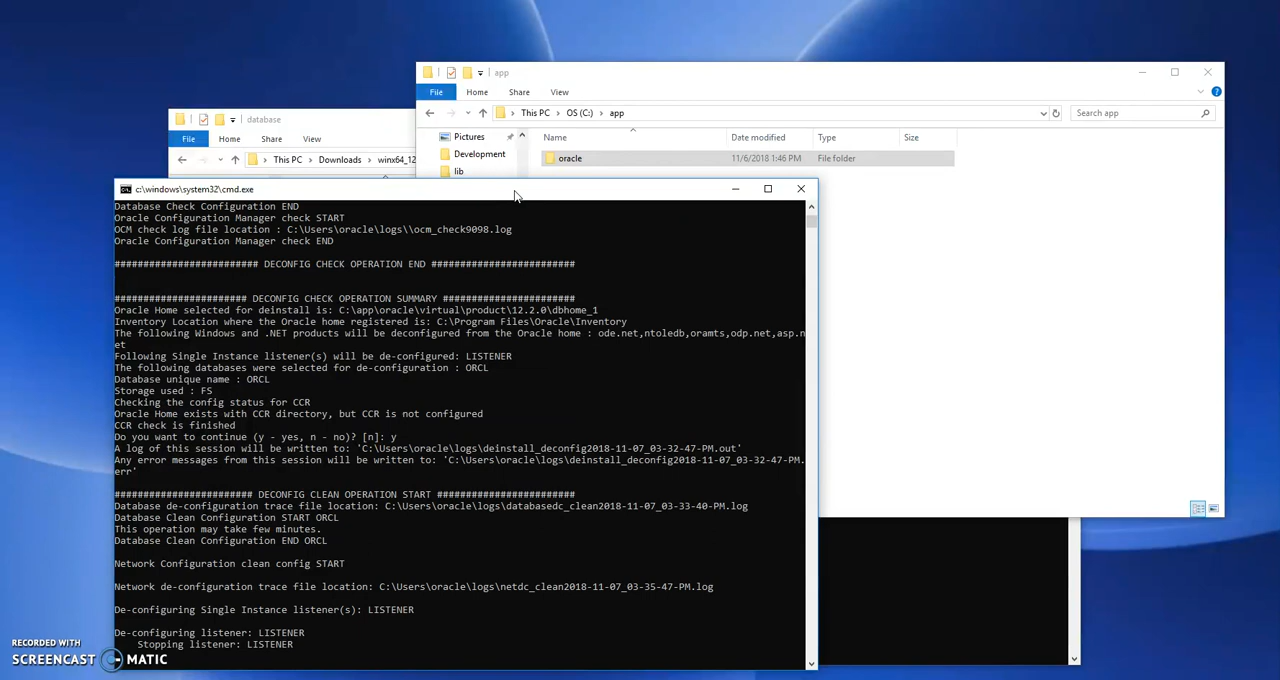 app
File
Home
Share
View
This PC
OS (C:)
app
Search app
Pictures
Development
lib
Name
Date modified
Type
Size
oracle
11/6/2018 1:46 PM
File folder
database
File
Home
Share
View
This PC
Downloads
winx64_12
c:\windows\system32\cmd.exe
Database Check Configuration END
Oracle Configuration Manager check START
OCM check log file location : C:\Users\oracle\logs\\ocm_check9098.log
Oracle Configuration Manager check END
######################### DECONFIG CHECK OPERATION END #########################
####################### DECONFIG CHECK OPERATION SUMMARY #######################
Oracle Home selected for deinstall is: C:\app\oracle\virtual\product\12.2.0\dbhome_1
Inventory Location where the Oracle home registered is: C:\Program Files\Oracle\Inventory
The following Windows and .NET products will be deconfigured from the Oracle home : ode.net,ntoledb,oramts,odp.net,asp.n
et
Following Single Instance listener(s) will be de-configured: LISTENER
The following databases were selected for de-configuration : ORCL
Database unique name : ORCL
Storage used : FS
Checking the config status for CCR
Oracle Home exists with CCR directory, but CCR is not configured
CCR check is finished
Do you want to continue (y - yes, n - no)? [n]: y
A log of this session will be written to: 'C:\Users\oracle\logs\deinstall_deconfig2018-11-07_03-32-47-PM.out'
Any error messages from this session will be written to: 'C:\Users\oracle\logs\deinstall_deconfig2018-11-07_03-32-47-PM.
err'
######################## DECONFIG CLEAN OPERATION START ########################
Database de-configuration trace file location: C:\Users\oracle\logs\databasedc_clean2018-11-07_03-33-40-PM.log
Database Clean Configuration START ORCL
This operation may take few minutes.
Database Clean Configuration END ORCL
Network Configuration clean config START
Network de-configuration trace file location: C:\Users\oracle\logs\netdc_clean2018-11-07_03-35-47-PM.log
De-configuring Single Instance listener(s): LISTENER
De-configuring listener: LISTENER
Stopping listener: LISTENER
RECORDED WITH
SCREENCAST MATIC